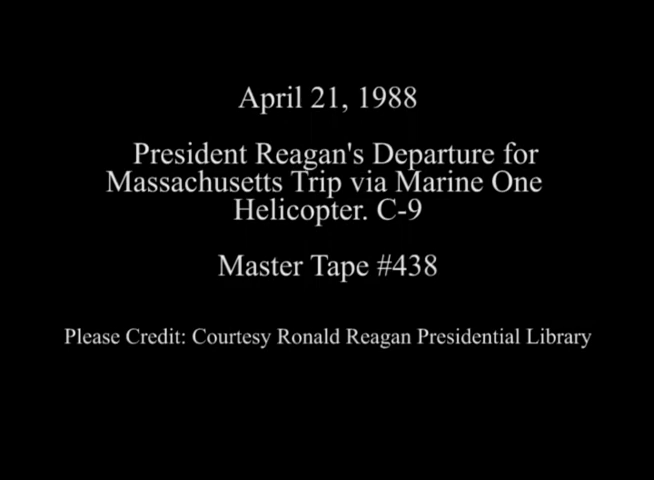 April 21, 1988
President Reagan's Departure for
Massachusetts Trip via Marine One
Helicopter. C-9
Master Tape #438
Please Credit: Courtesy Ronald Reagan Presidential Library